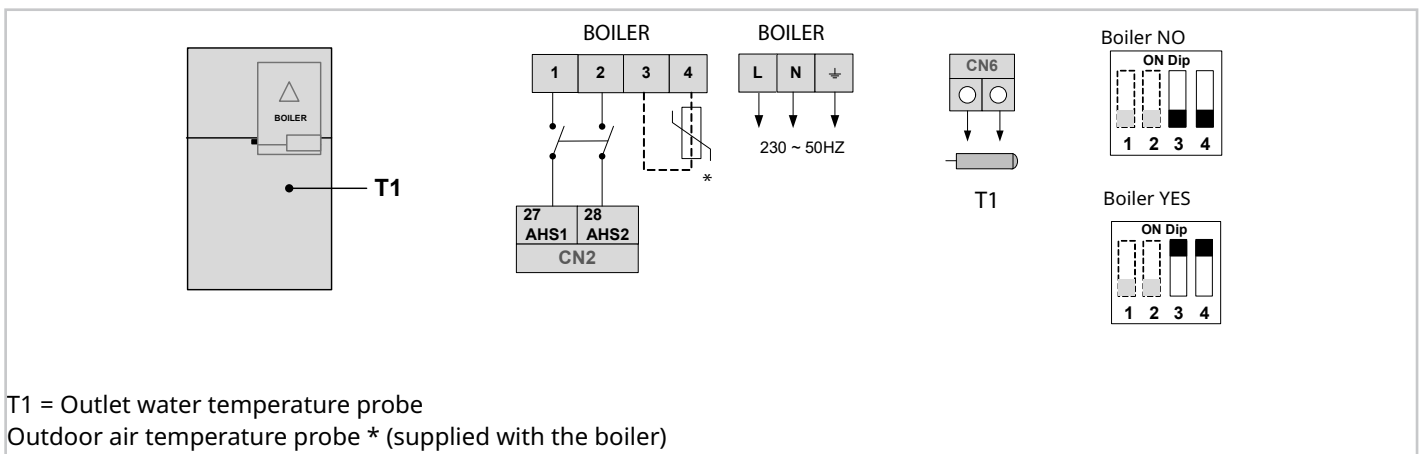 BOILER
T1
BOILER
1 2 3 4
*
27 28
AHS1 AHS2
CN2
BOILER
L N ⏚
230 ~ 50HZ
CN6
T1
Boiler NO
ON Dip
1 2 3 4
Boiler YES
ON Dip
1 2 3 4
T1 = Outlet water temperature probe
Outdoor air temperature probe * (supplied with the boiler)